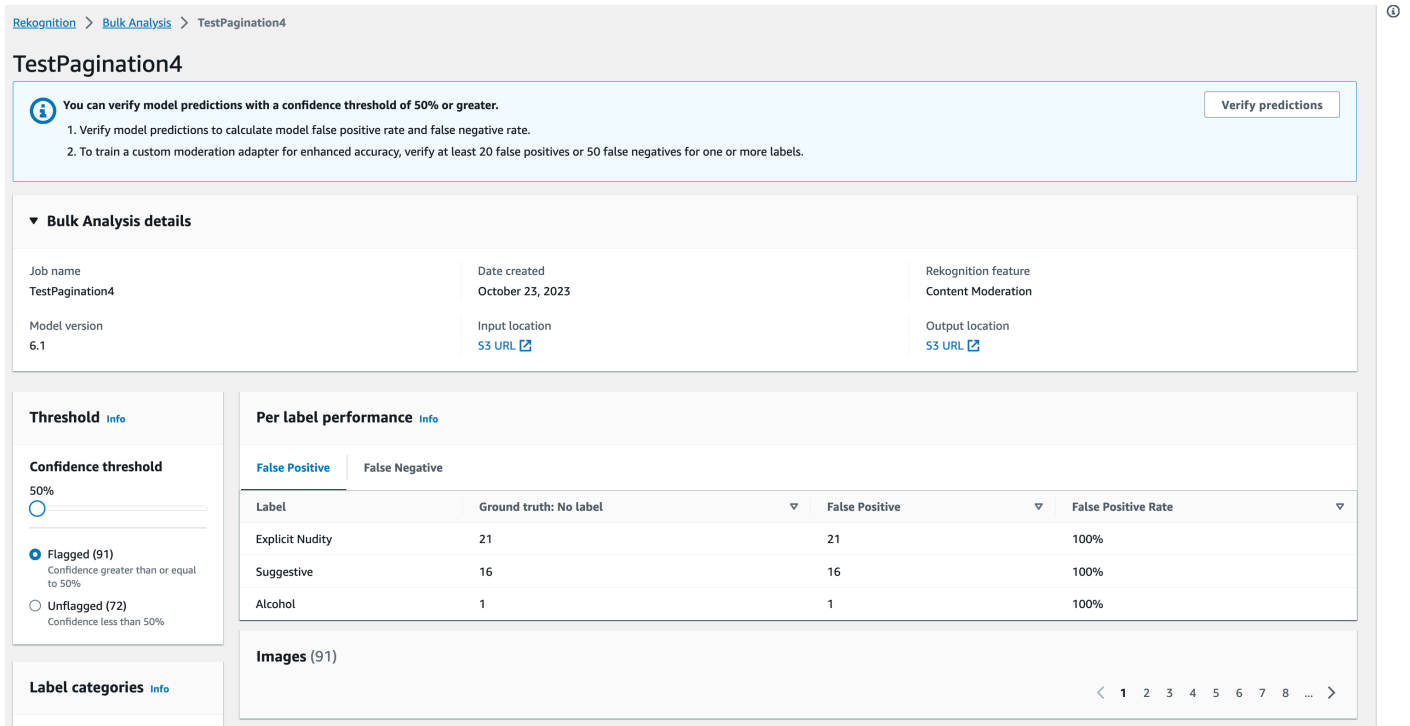 Rekognition > Bulk Analysis > TestPagination4
TestPagination4
You can verify model predictions with a confidence threshold of 50% or greater.
Verify predictions
1. Verify model predictions to calculate model false positive rate and false negative rate.
2. To train a custom moderation adapter for enhanced accuracy, verify at least 20 false positives or 50 false negatives for one or more labels.
Bulk Analysis details
Job name
TestPagination4
Date created
October 23, 2023
Rekognition feature
Content Moderation
Model version
6.1
Input location
S3 URL
Output location
S3 URL
Threshold Info
Confidence threshold
50%
Flagged (91)
Confidence greater than or equal
to 50%
Unflagged (72)
Confidence less than 50%
Label categories Info
Per label performance Info
False Positive False Negative
Label Ground truth: No label False Positive False Positive Rate
Explicit Nudity 21 21 100%
Suggestive 16 16 100%
Alcohol 1 1 100%
Images (91)
< 1 2 3 4 5 6 7 8 ... >